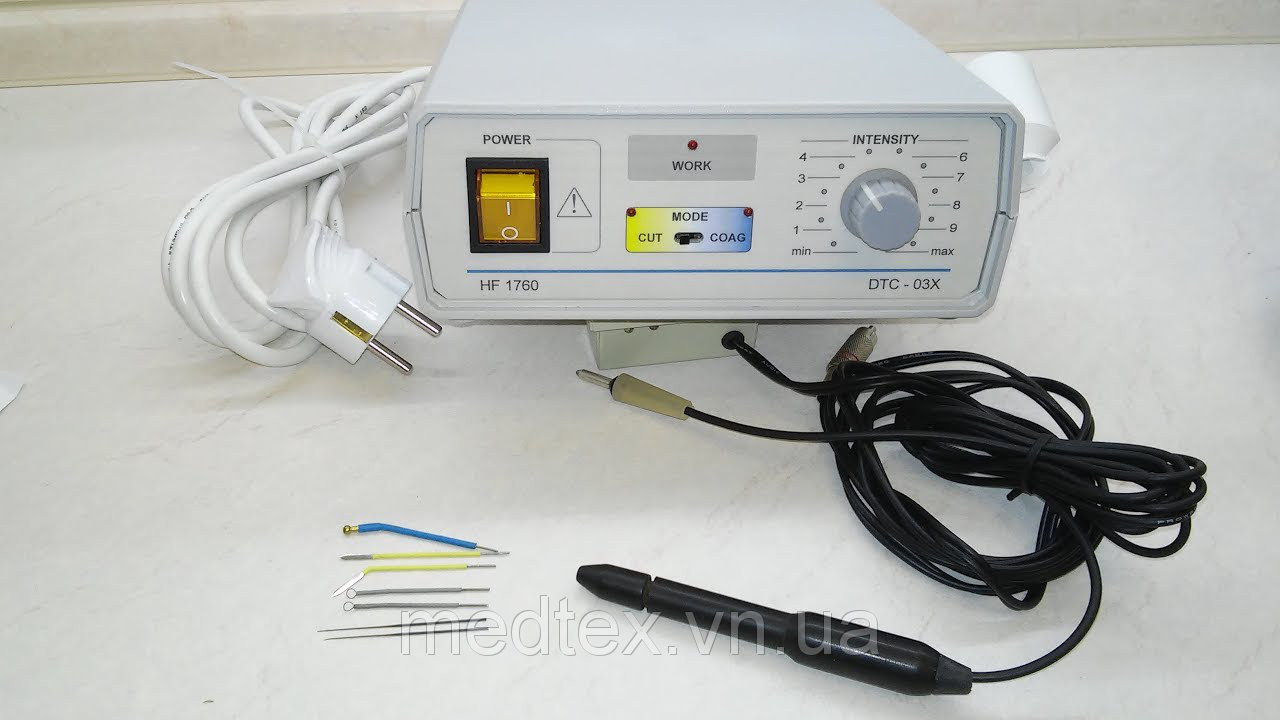 POWER
I
O
WORK
MODE
CUT COAG
INTENSITY
4 6
3 7
2 8
1 9
min max
HF 1760
DTC - 03X
medtex.vn.ua